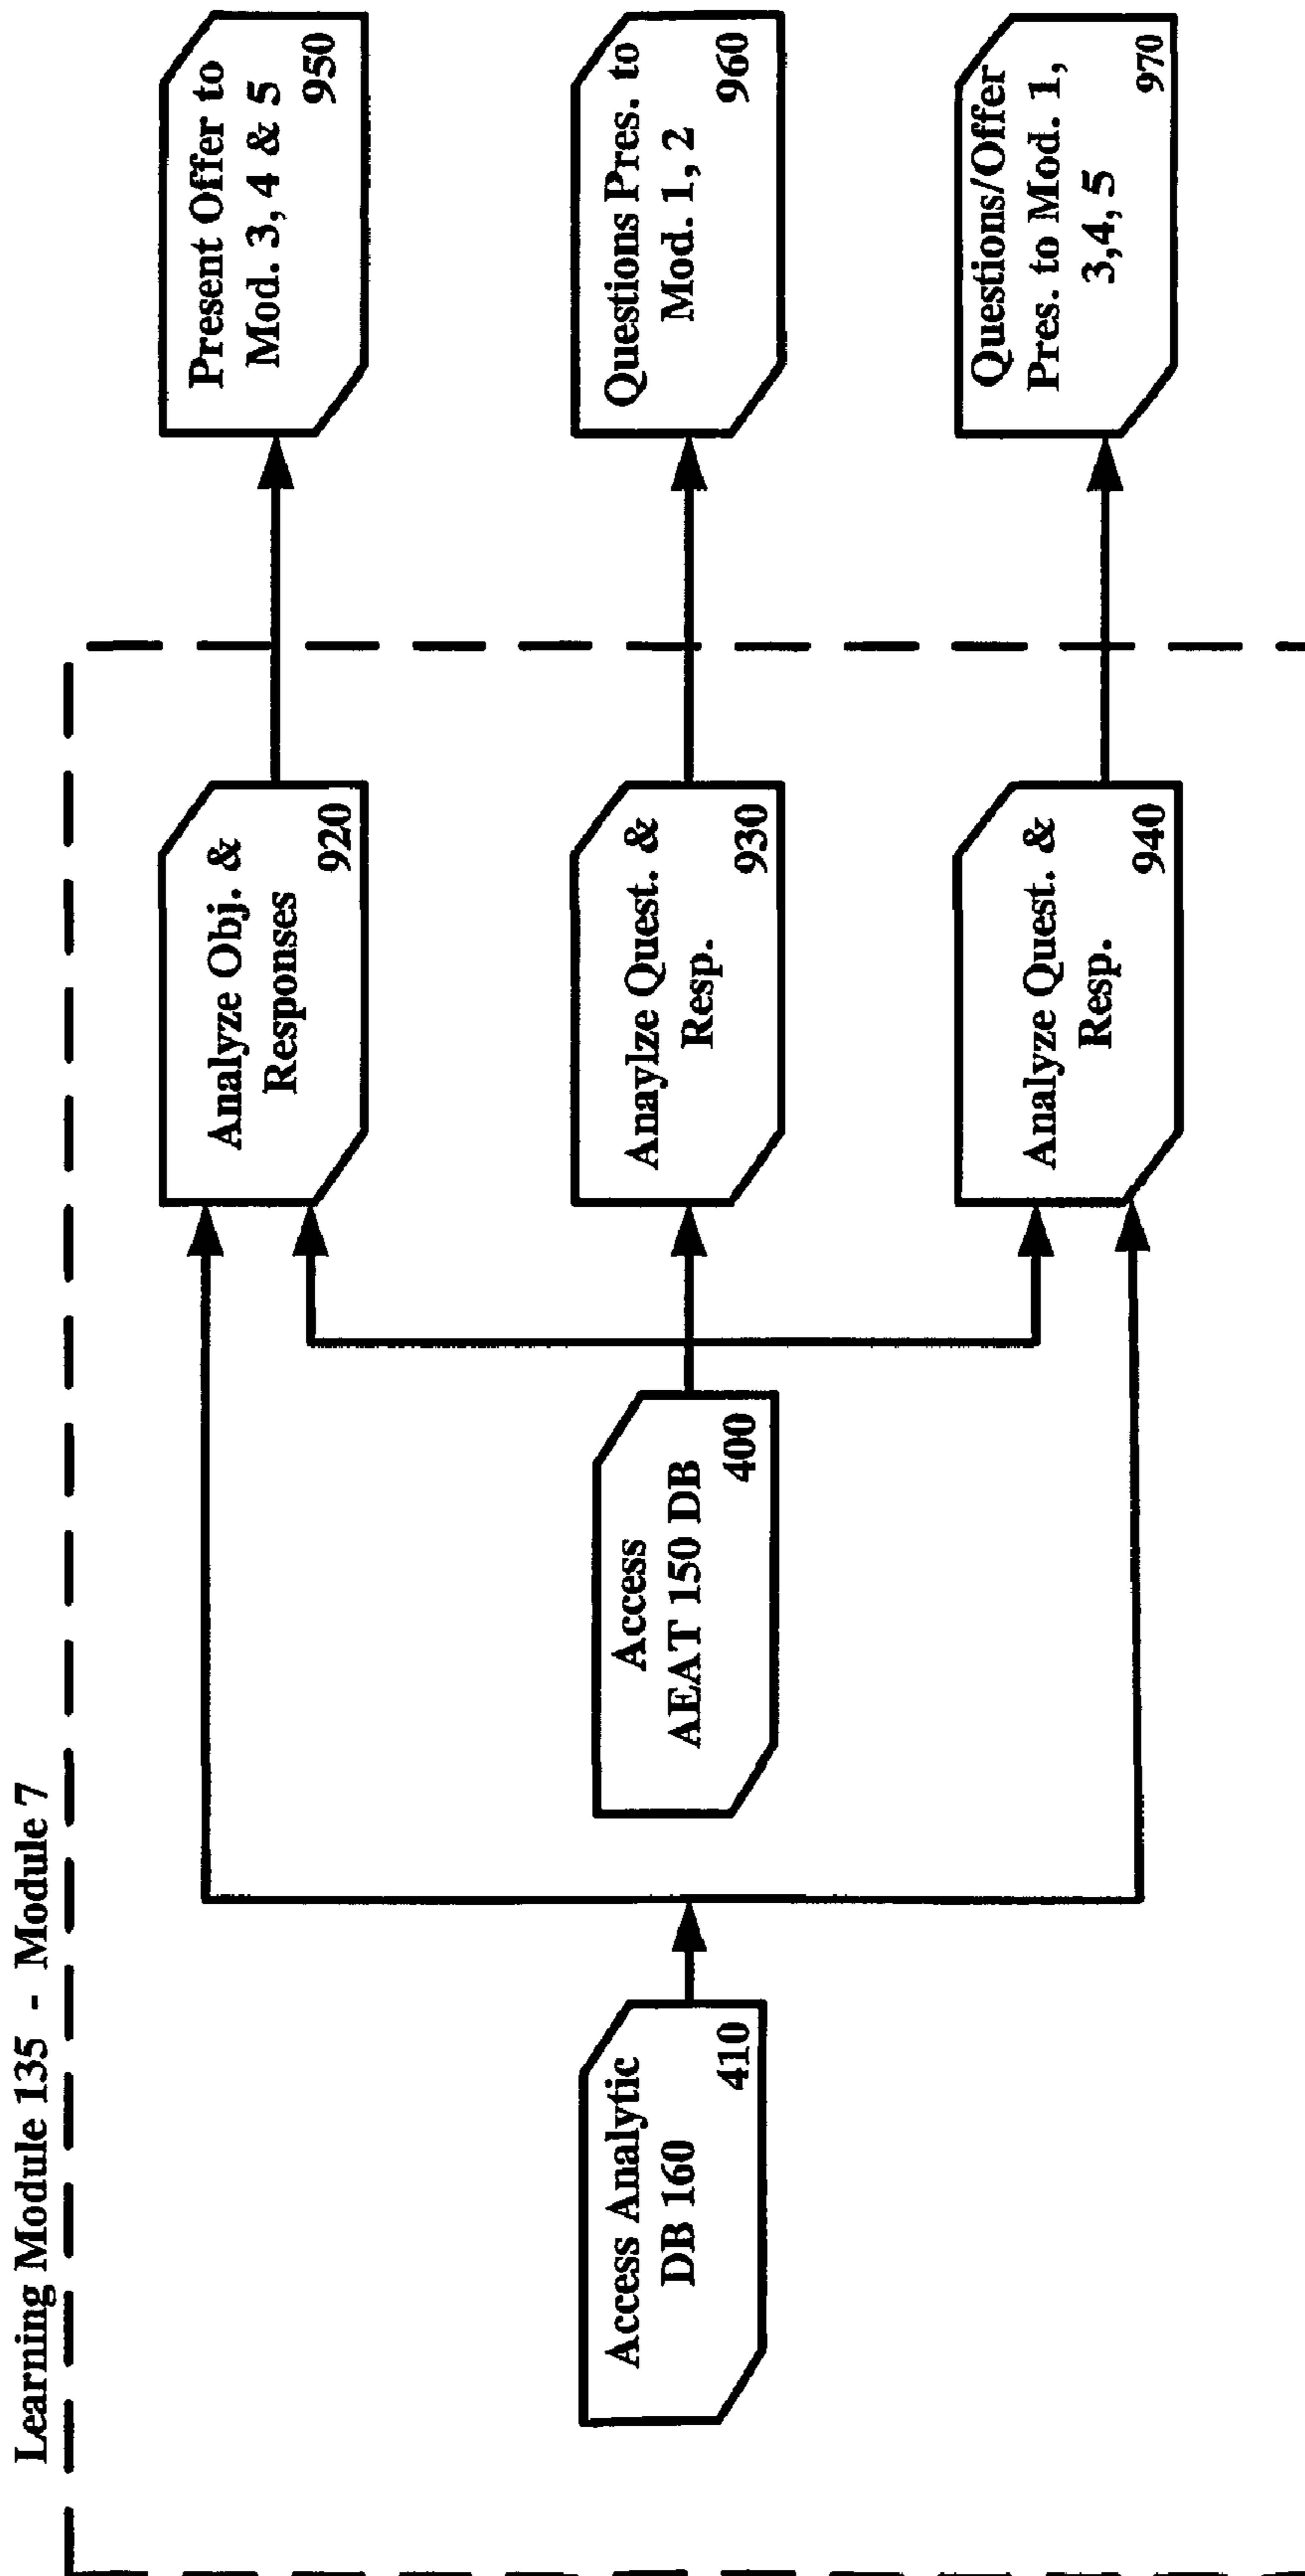 Learning Module 135 - Module 7
Access Analytic
DB 160
410
Access
AEAT 150 DB
400
Analyze Obj. &
Responses
920
Anaylze Quest. &
Resp.
930
Analyze Quest. &
Resp.
940
Present Offer to
Mod. 3, 4 & 5
950
Questions Pres. to
Mod. 1, 2
960
Questions/Offer
Pres. to Mod. 1,
3,4, 5
970